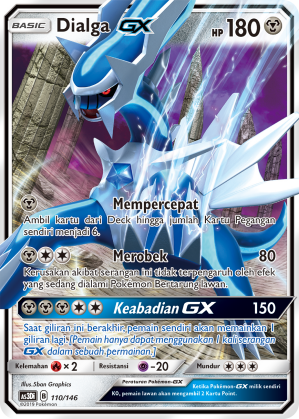 BASIC Dialga GX HP 180
Mempercepat
Ambil kartu dari Deck hingga jumlah Kartu Pegangan
sendiri menjadi 6.
Merobek 80
Kerusakan akibat serangan ini tidak terpengaruh oleh efek
yang sedang dialami Pokémon Bertarung lawan.
Keabadian GX 150
Saat giliran ini berakhir, pemain sendiri akan memainkan 1
giliran lagi. [Pemain hanya dapat menggunakan 1 kali serangan
GX dalam sebuah permainan.]
Kelemahan ×2 Resistance -20 Mundur
Illus. 5ban Graphics
Peraturan Pokémon-GX
AS3D D 110/146
©2019 Pokémon
Ketika Pokémon-GX milik sendiri
KO, pemain lawan akan mengambil 2 Kartu Point.